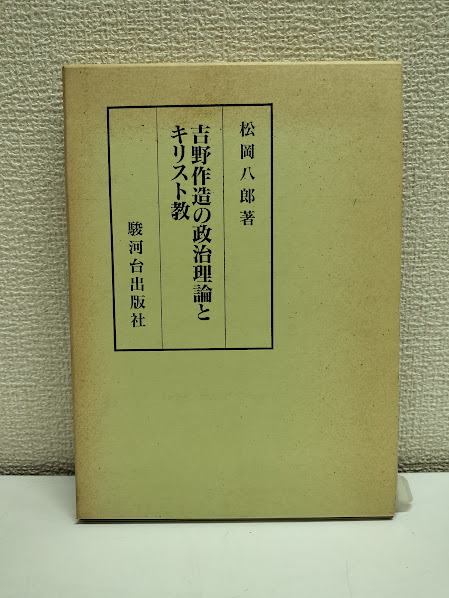 松岡八郎著
吉野作造の政治理論と
キリスト教
駿河台出版社